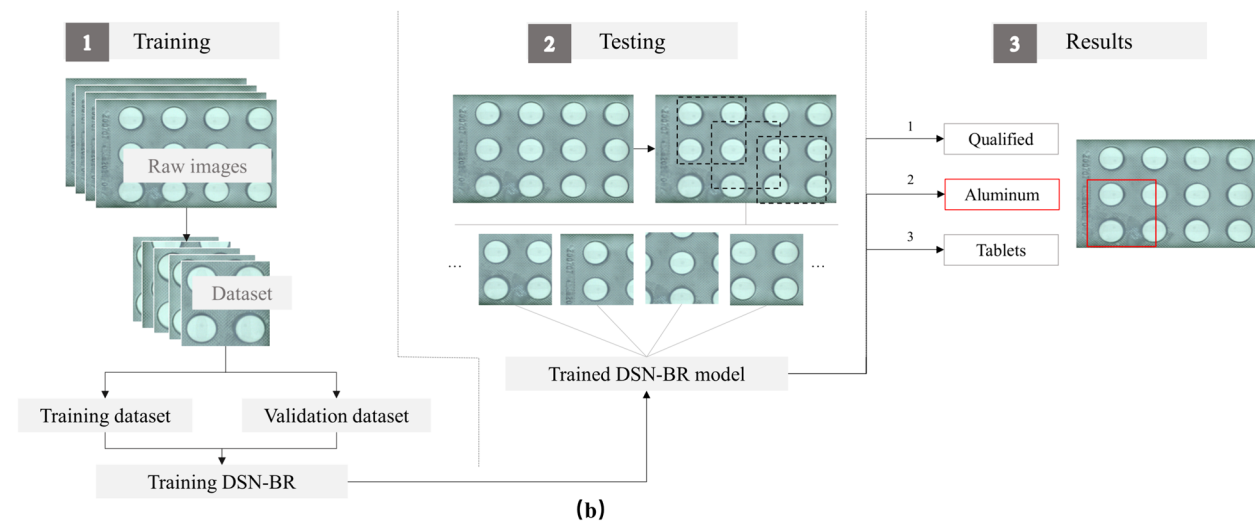 1 Training
Raw images
Dataset
Training dataset
Validation dataset
Training DSN-BR
2 Testing
...
...
Trained DSN-BR model
3 Results
1
Qualified
2
Aluminum
3
Tablets
(b)